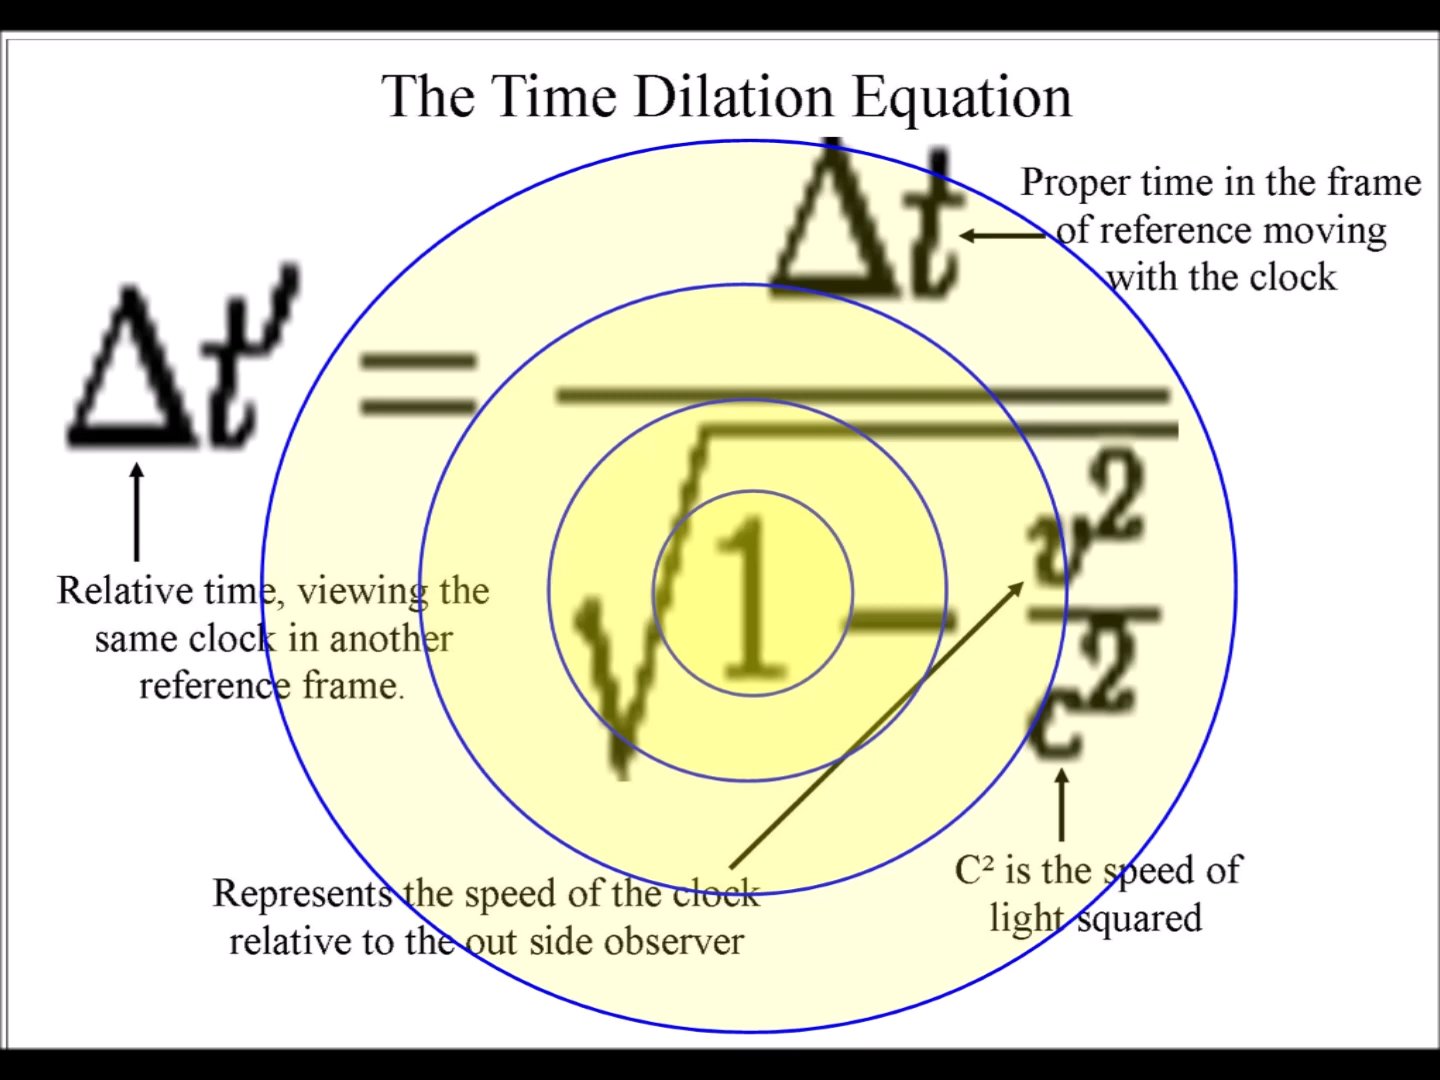 The Time Dilation Equation
Δt
Proper time in the frame
of reference moving
with the clock
Δt′ =
√1 − v²
c²
Relative time, viewing the
same clock in another
reference frame.
Represents the speed of the clock
relative to the out side observer
C² is the speed of
light squared